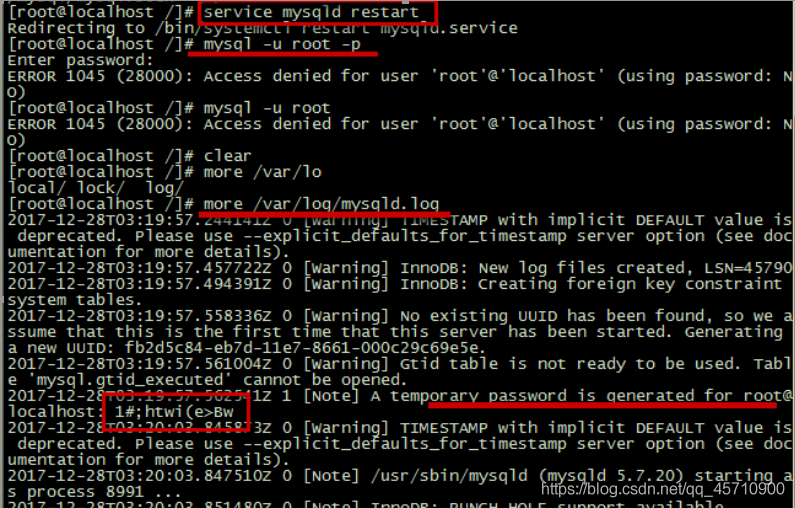 [root@localhost /]# service mysqld restart
Redirecting to /bin/systemctl restart mysqld.service
[root@localhost /]# mysql -u root -p
Enter password:
ERROR 1045 (28000): Access denied for user 'root'@'localhost' (using password: N
O)
[root@localhost /]# mysql -u root
ERROR 1045 (28000): Access denied for user 'root'@'localhost' (using password: N
O)
[root@localhost /]# clear
[root@localhost /]# more /var/lo
local/ lock/  log/
[root@localhost /]# more /var/log/mysqld.log
2017-12-28T03:19:57.244141Z 0 [Warning] TIMESTAMP with implicit DEFAULT value is
 deprecated. Please use --explicit_defaults_for_timestamp server option (see doc
umentation for more details).
2017-12-28T03:19:57.457722Z 0 [Warning] InnoDB: New log files created, LSN=45790
2017-12-28T03:19:57.494391Z 0 [Warning] InnoDB: Creating foreign key constraint
system tables.
2017-12-28T03:19:57.558336Z 0 [Warning] No existing UUID has been found, so we a
ssume that this is the first time that this server has been started. Generating
a new UUID: fb2d5c84-eb7d-11e7-8661-000c29c69e5e.
2017-12-28T03:19:57.561004Z 0 [Warning] Gtid table is not ready to be used. Tabl
e 'mysql.gtid_executed' cannot be opened.
2017-12-28T03:19:57.562541Z 1 [Note] A temporary password is generated for root@
localhost: 1#;htwi(e>Bw
2017-12-28T03:20:03.845873Z 0 [Warning] TIMESTAMP with implicit DEFAULT value is
 deprecated. Please use --explicit_defaults_for_timestamp server option (see doc
umentation for more details).
2017-12-28T03:20:03.847510Z 0 [Note] /usr/sbin/mysqld (mysqld 5.7.20) starting a
s process 8991 ...
2017-12-28T03:20:03.851480Z 0 [Note] InnoDB: PUNCH HOLE support available
https://blog.csdn.net/qq_45710900